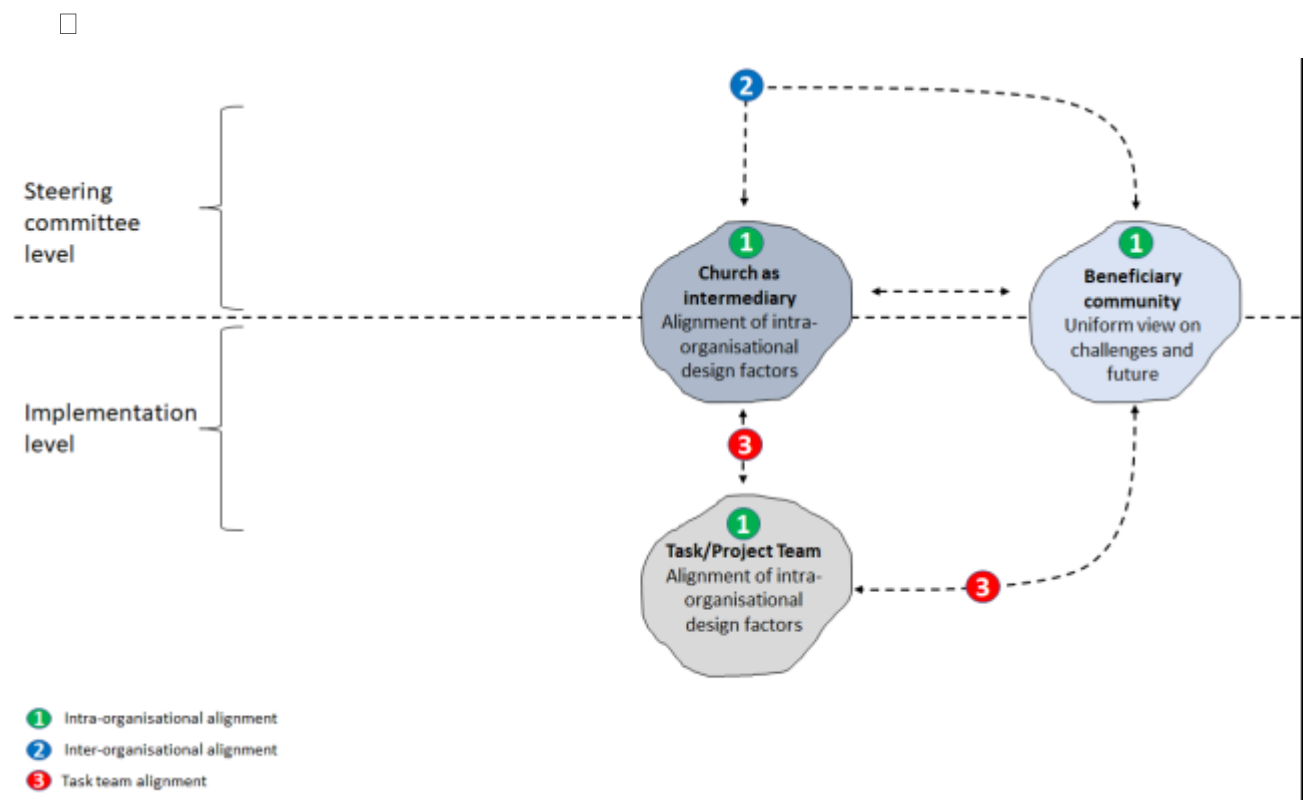 2
Steering
committee
level
1
Church as
intermediary
Alignment of intra-
organisational
design factors
1
Beneficiary
community
Uniform view on
challenges and
future
Implementation
level
3
1
Task/Project Team
Alignment of intra-
organisational
design factors
3
1 Intra-organisational alignment
2 Inter-organisational alignment
3 Task team alignment